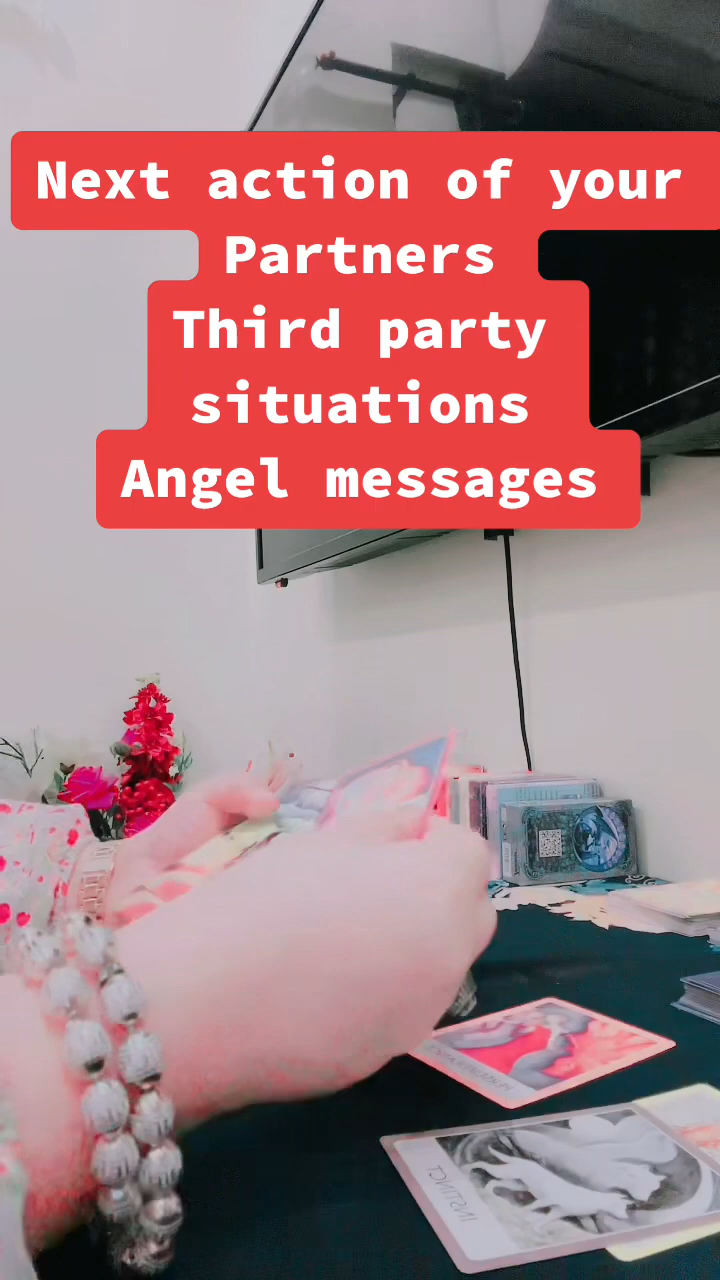 Next action of your
Partners
Third party
situations
Angel messages
INSTINCT